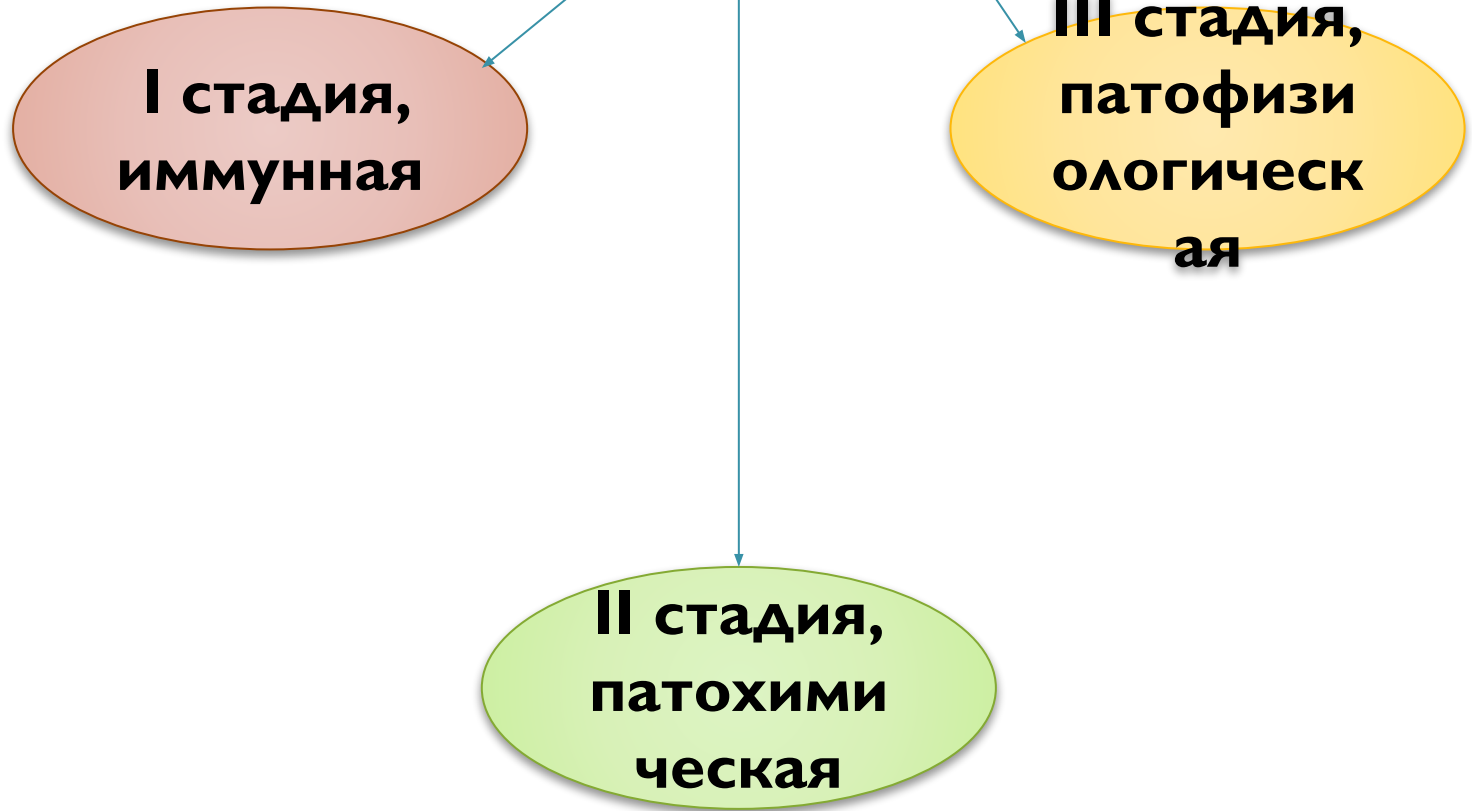 I стадия,
иммунная
III стадия,
патофизи
ологическ
ая
II стадия,
патохими
ческая